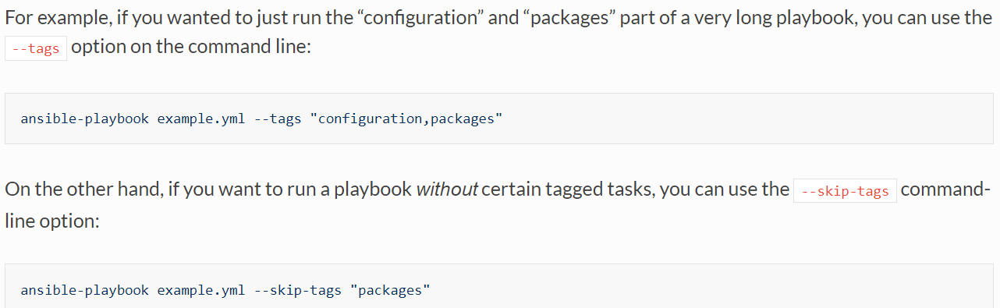 For example, if you wanted to just run the “configuration” and “packages” part of a very long playbook, you can use the
--tags option on the command line:
ansible-playbook example.yml --tags "configuration,packages"
On the other hand, if you want to run a playbook without certain tagged tasks, you can use the --skip-tags command-
line option:
ansible-playbook example.yml --skip-tags "packages"